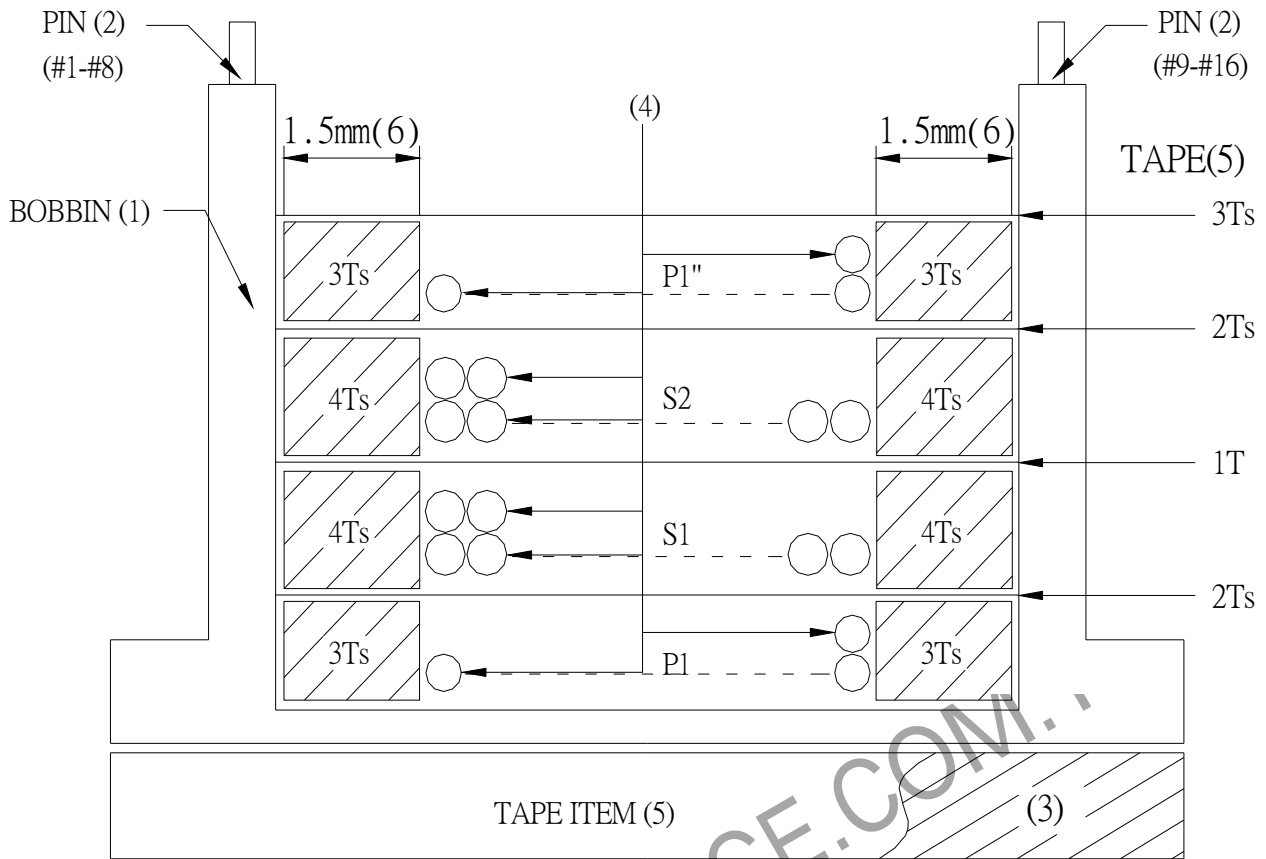 PIN (2)
(#1-#8)
PIN (2)
(#9-#16)
(4)
1.5mm(6)
1.5mm(6)
TAPE(5)
BOBBIN (1)
3Ts
3Ts
P1"
3Ts
2Ts
4Ts
S2
4Ts
1T
4Ts
S1
4Ts
2Ts
3Ts
P1
3Ts
TAPE ITEM (5)
(3)
CE.COM.